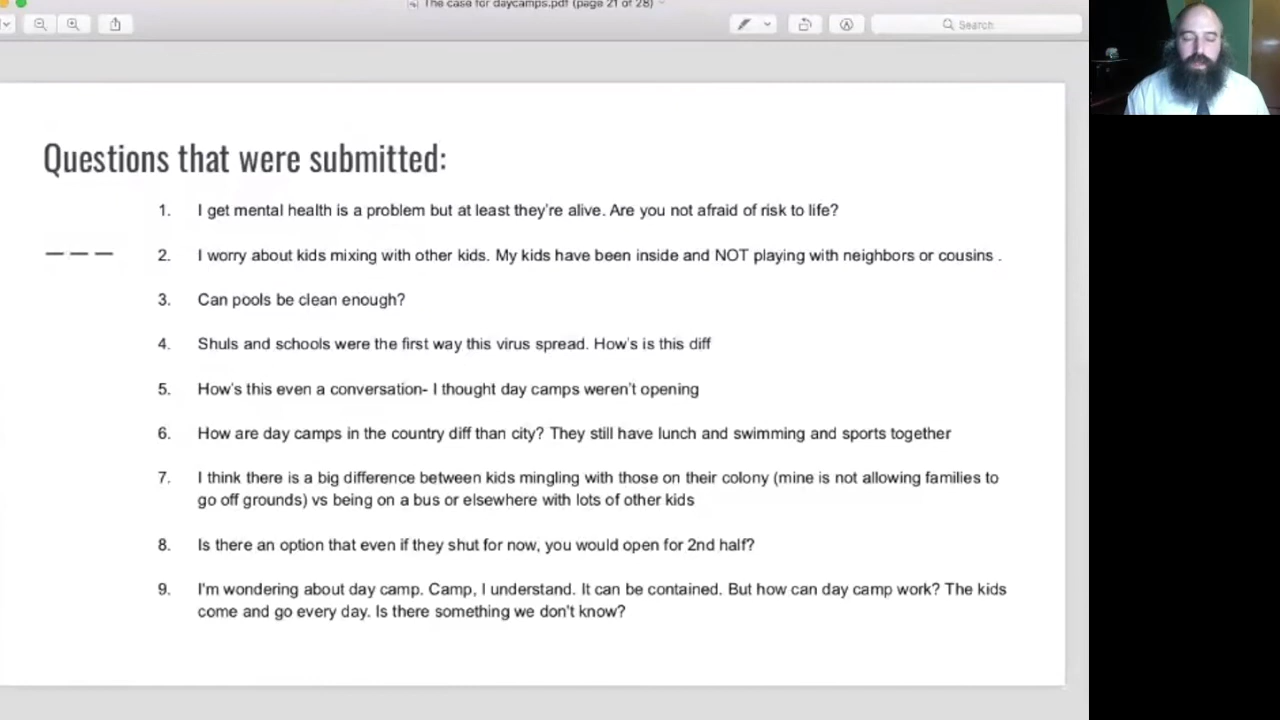 The case for daycamps.pdf (page 21 of 28)
Search
Questions that were submitted:
1. I get mental health is a problem but at least they're alive. Are you not afraid of risk to life?
2. I worry about kids mixing with other kids. My kids have been inside and NOT playing with neighbors or cousins .
3. Can pools be clean enough?
4. Shuls and schools were the first way this virus spread. How's is this diff
5. How's this even a conversation- I thought day camps weren't opening
6. How are day camps in the country diff than city? They still have lunch and swimming and sports together
7. I think there is a big difference between kids mingling with those on their colony (mine is not allowing families to
go off grounds) vs being on a bus or elsewhere with lots of other kids
8. Is there an option that even if they shut for now, you would open for 2nd half?
9. I'm wondering about day camp. Camp, I understand. It can be contained. But how can day camp work? The kids
come and go every day. Is there something we don't know?